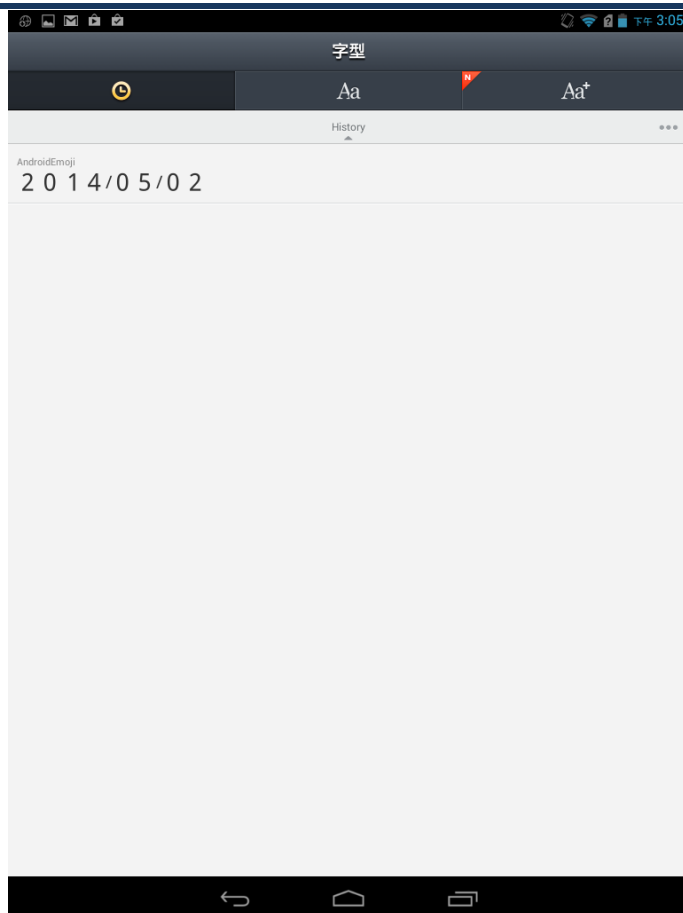 下午 3:05
字型
Aa
N
Aa+
History
AndroidEmoji
2014/05/02